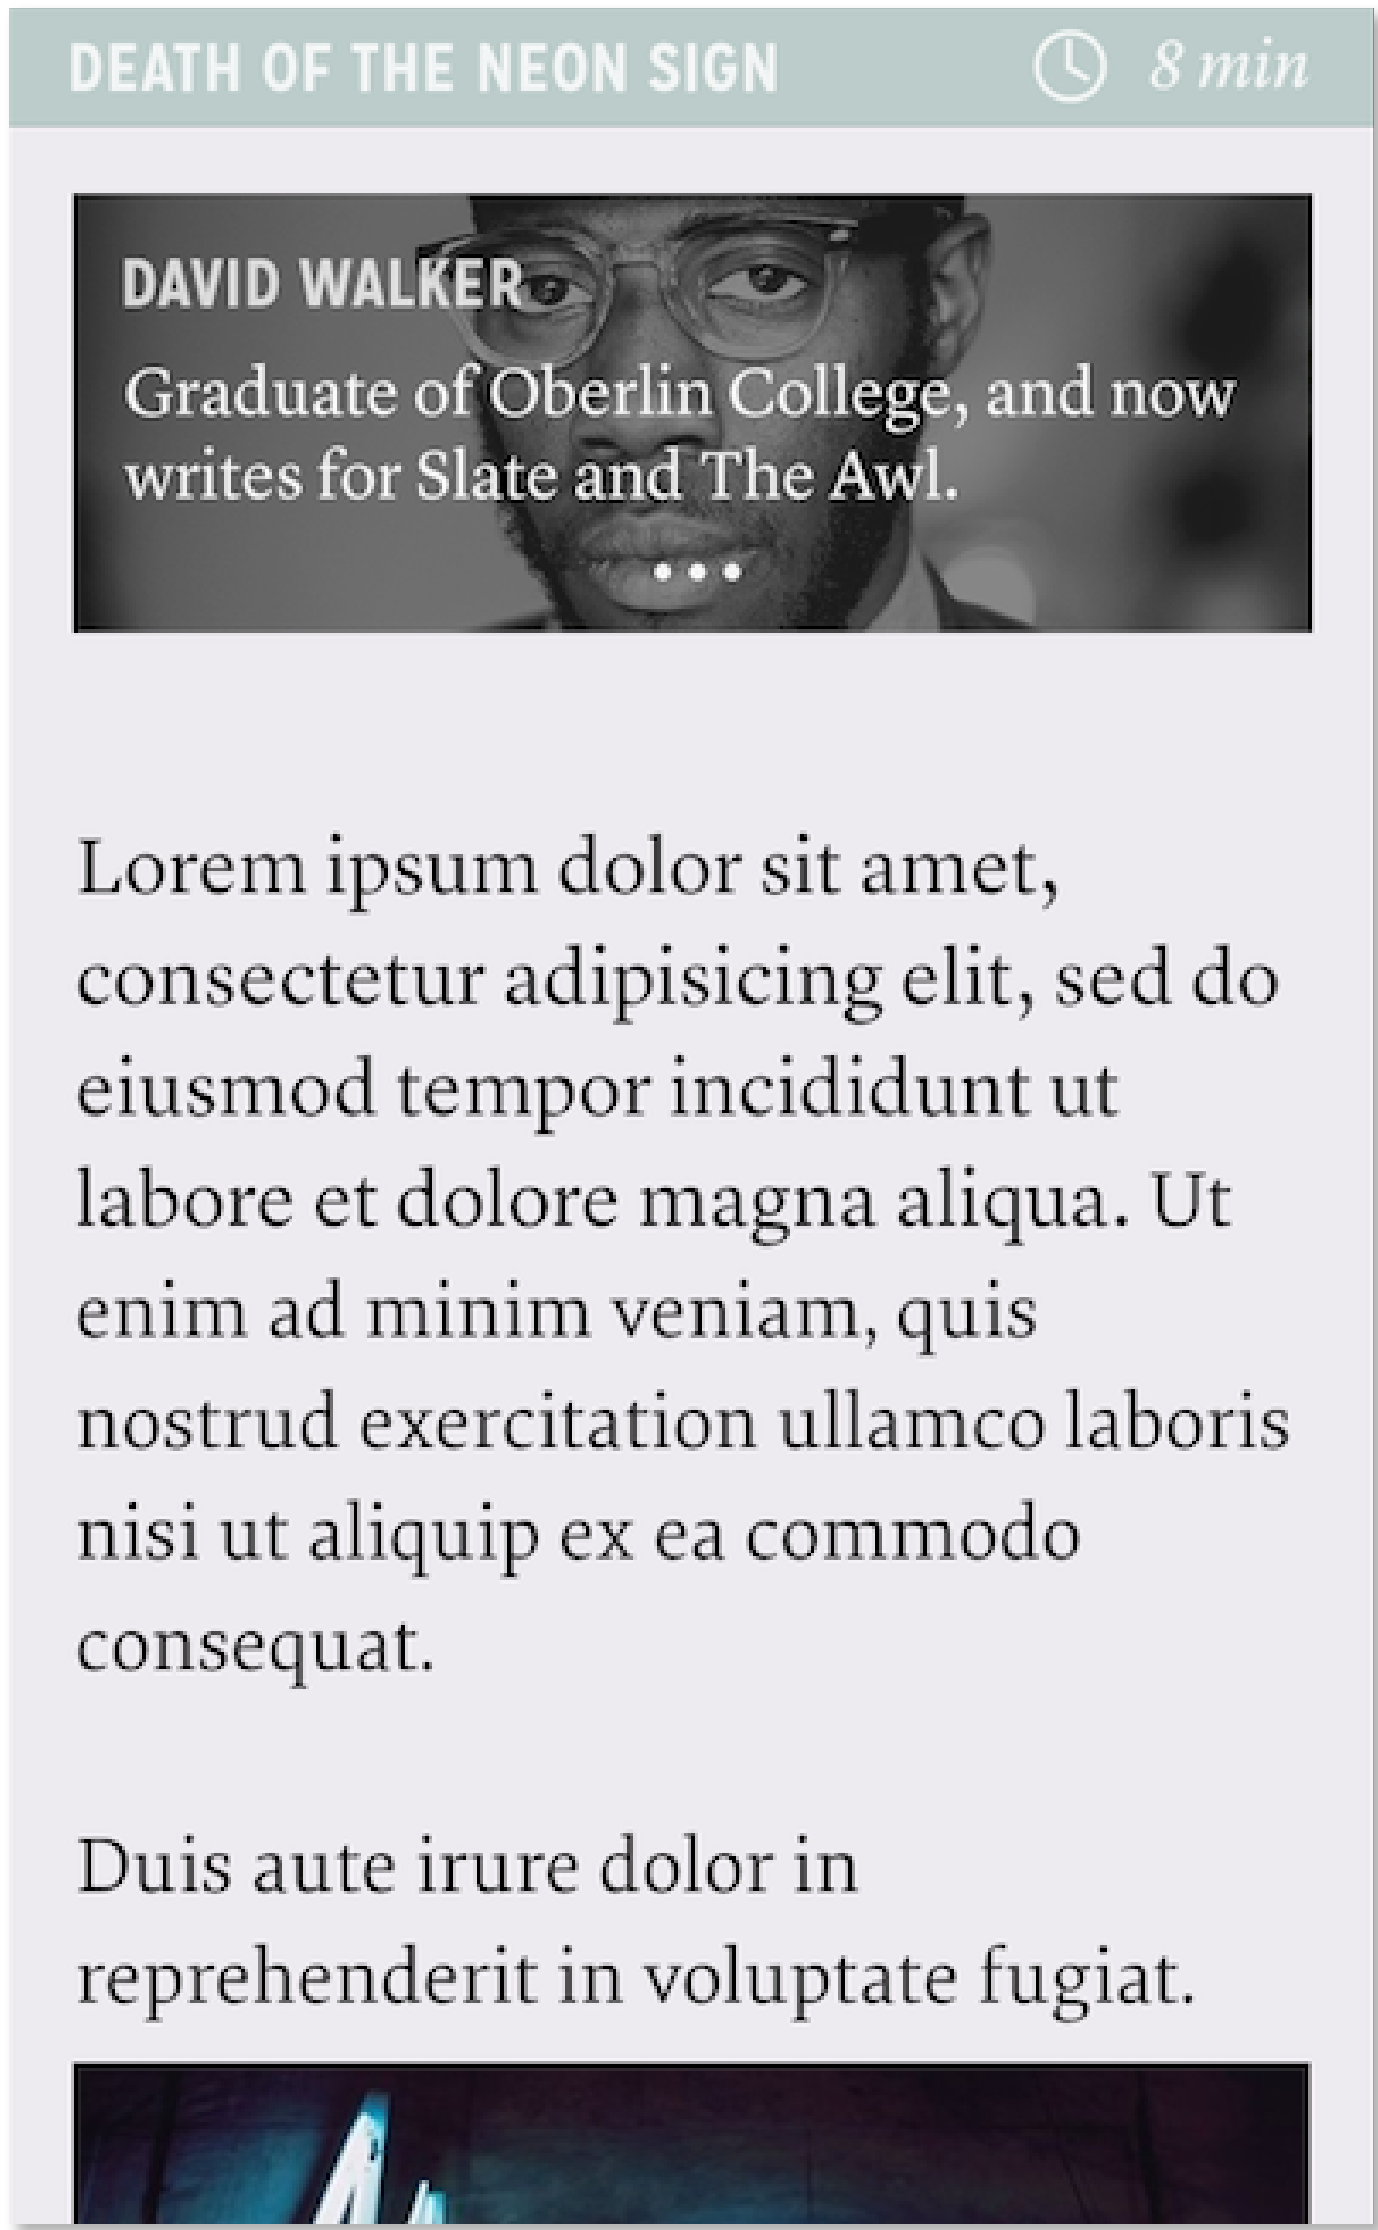 DEATH OF THE NEON SIGN
8 min
DAVID WALKER
Graduate of Oberlin College, and now
writes for Slate and The Awl.
Lorem ipsum dolor sit amet,
consectetur adipisicing elit, sed do
eiusmod tempor incididunt ut
labore et dolore magna aliqua. Ut
enim ad minim veniam, quis
nostrud exercitation ullamco laboris
nisi ut aliquip ex ea commodo
consequat.
Duis aute irure dolor in
reprehenderit in voluptate fugiat.